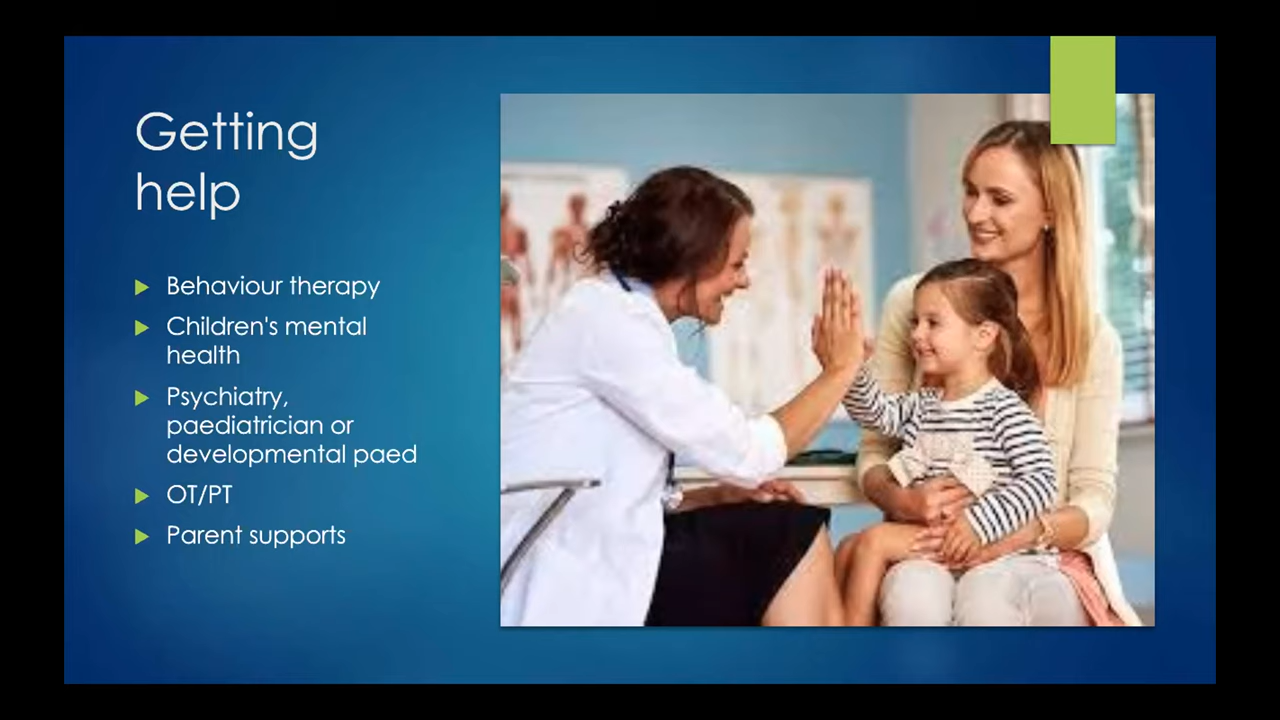 Getting
help
Behaviour therapy
Children's mental
health
Psychiatry,
paediatrician or
developmental paed
OT/PT
Parent supports